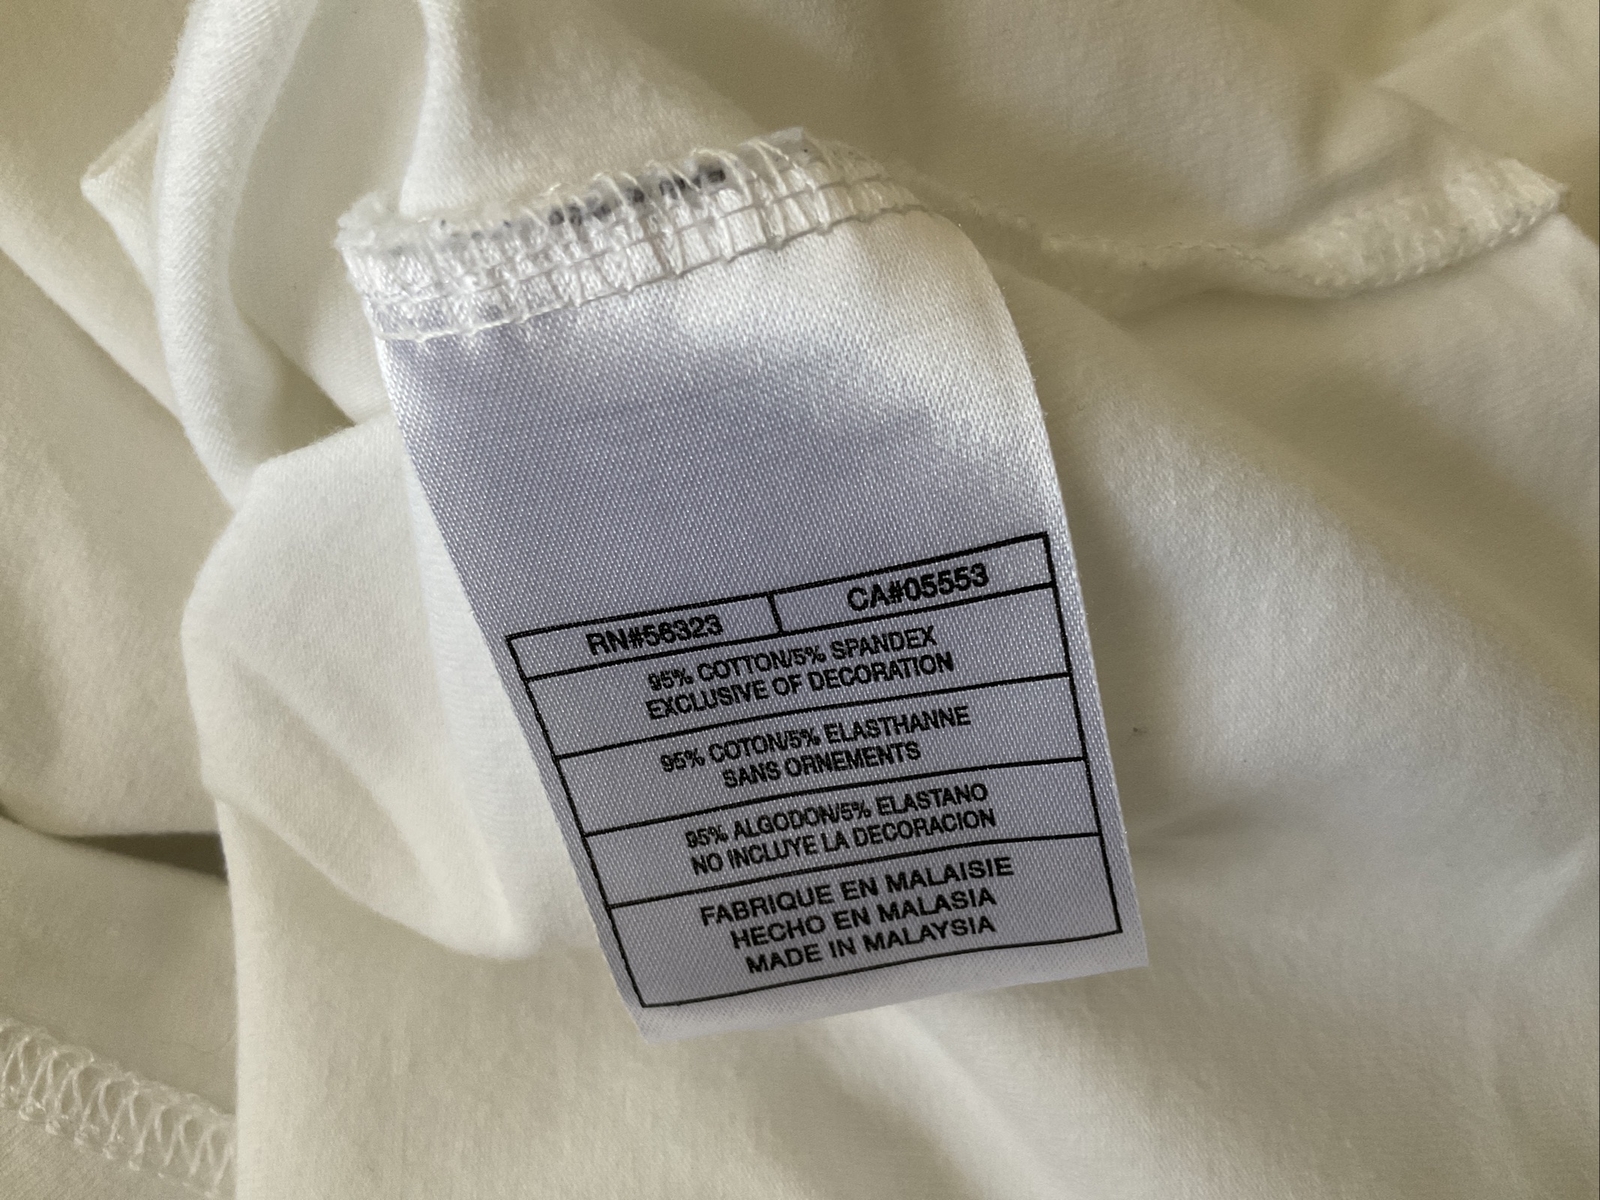 RN#56323 CA#05553
95% COTTON/5% SPANDEX
EXCLUSIVE OF DECORATION
95% COTON/5% ELASTHANNE
SANS ORNEMENTS
95% ALGODON/5% ELASTANO
NO INCLUYE LA DECORACION
FABRIQUE EN MALAISIE
HECHO EN MALASIA
MADE IN MALAYSIA